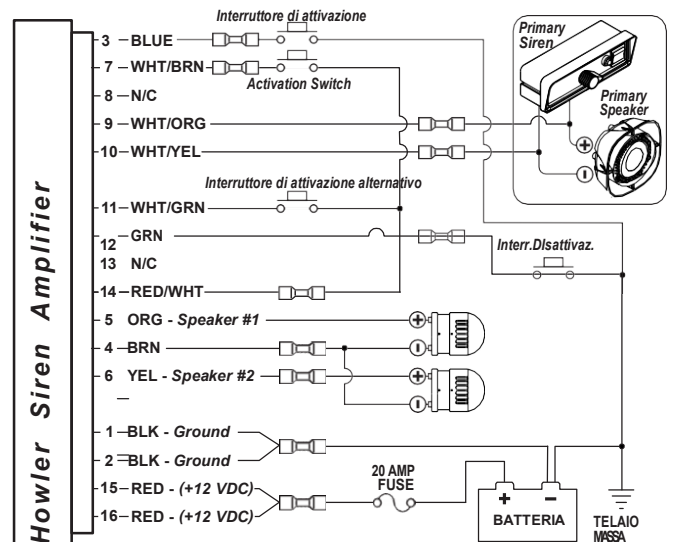 Howler Siren Amplifier
Interruttore di attivazione
3 BLUE
7 WHT/BRN
Activation Switch
8 N/C
9 WHT/ORG
10 WHT/YEL
Primary
Siren
Primary
Speaker
+
−
Interruttore di attivazione alternativo
11 WHT/GRN
12 GRN
Interr.DIsattivaz.
13 N/C
14 RED/WHT
5 ORG - Speaker #1
+
4 BRN
−
6 YEL - Speaker #2
+
−
1 BLK - Ground
2 BLK - Ground
20 AMP
FUSE
15 RED - (+12 VDC)
16 RED - (+12 VDC)
+ −
BATTERIA
TELAIO
MASSA